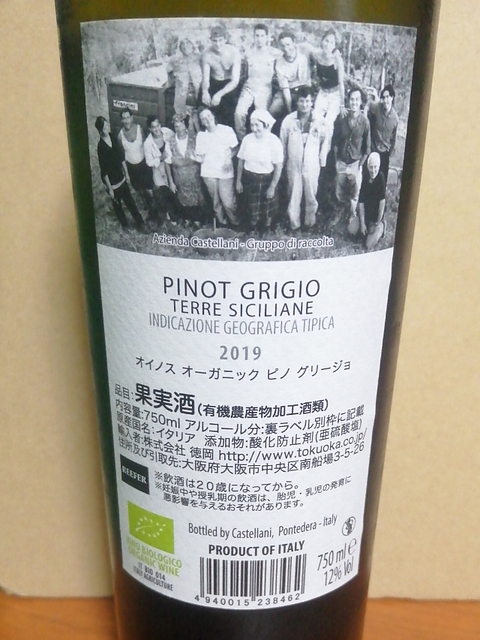 Azienda Castellani - Gruppo di raccolta
PINOT GRIGIO
TERRE SICILIANE
INDICAZIONE GEOGRAFICA TIPICA
2019
オイノス オーガニック ピノ グリージョ
品目:果実酒(有機農産物加工酒類)
内容量:750ml アルコール分:裏ラベル別枠に記載
原産国名:イタリア 添加物:酸化防止剤(亜硫酸塩)
輸入者:株式会社 徳岡 http://www.tokuoka.co.jp/
住所及び引取先:大阪府大阪市中央区南船場3-5-26
REEFER
※飲酒は20歳になってから。
※妊娠中や授乳期の飲酒は、胎児・乳児の発育に
悪影響を与えるおそれがあります。
Bottled by Castellani, Pontedera - Italy
PRODUCT OF ITALY
VINO BIOLOGICO
ORGANIC WINE
IT BIO 014
ITALY AGRICULTURE
750 ml e
12% Vol
4 940015 238462